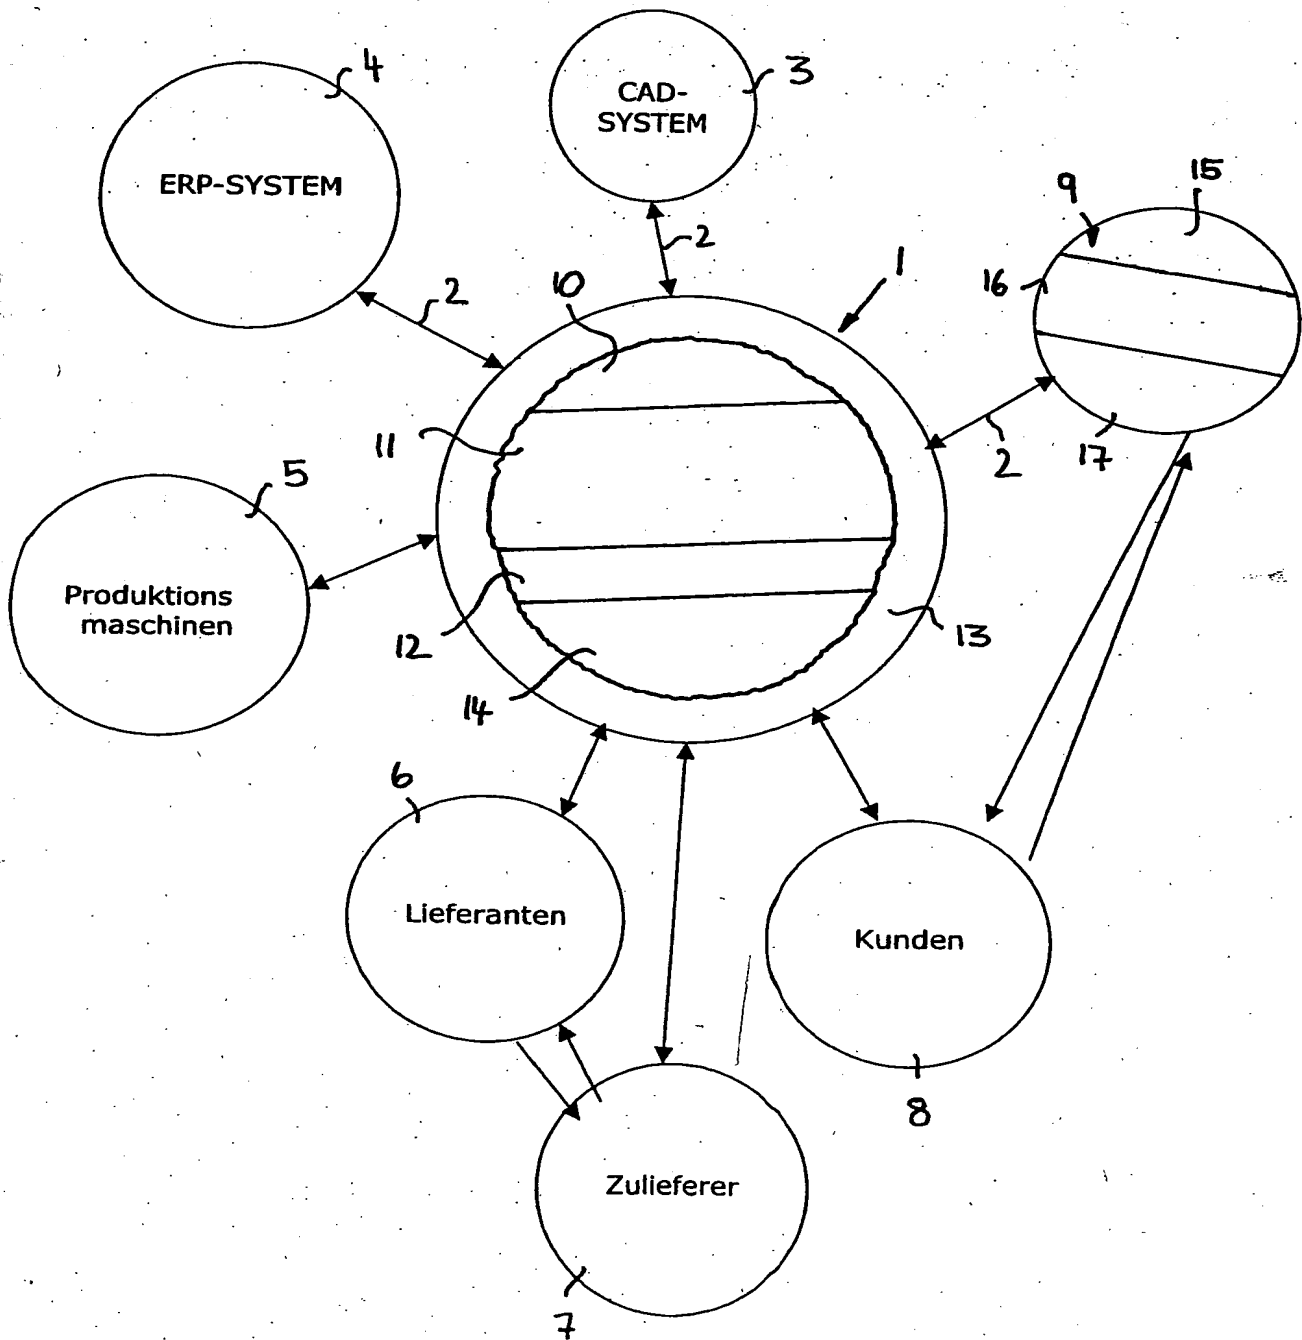 4
3
CAD-
SYSTEM
ERP-SYSTEM
15
9
2
1
16
10
2
11
2
17
5
Produktions
maschinen
12
13
14
6
Lieferanten
Kunden
8
Zulieferer
7